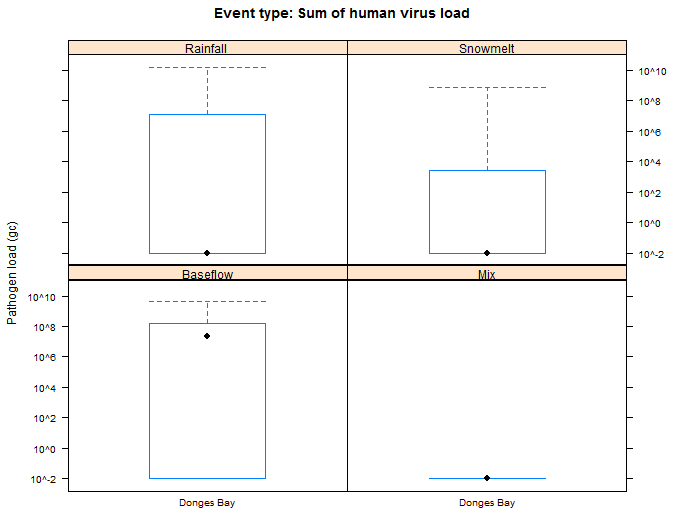 Event type: Sum of human virus load
Rainfall
Snowmelt
10^10
10^8
10^6
10^4
10^2
10^0
10^-2
Pathogen load (gc)
Baseflow
Mix
10^10
10^8
10^6
10^4
10^2
10^0
10^-2
Donges Bay
Donges Bay